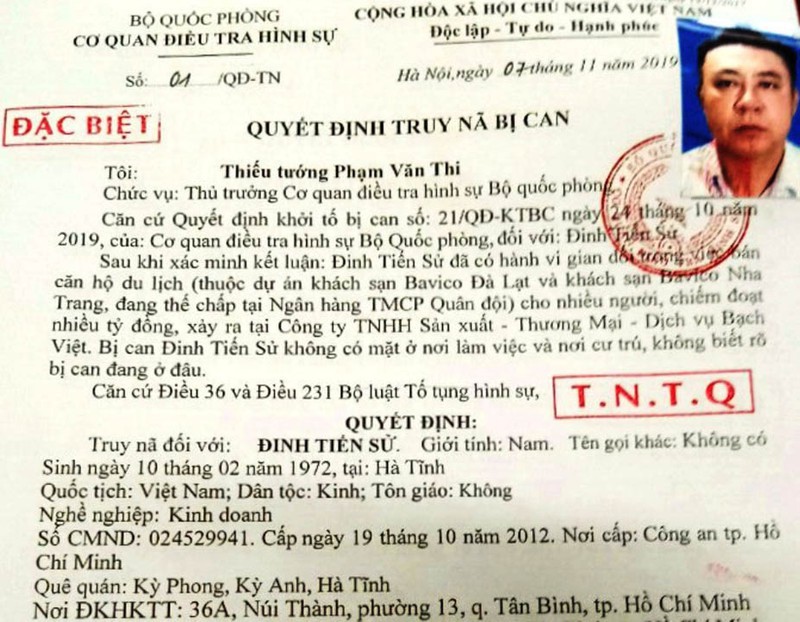 BỘ QUỐC PHÒNG
CƠ QUAN ĐIỀU TRA HÌNH SỰ
CỘNG HÒA XÃ HỘI CHỦ NGHĨA VIỆT NAM
Độc lập - Tự do - Hạnh phúc
Số: 01 /QĐ-TN
Hà Nội, ngày 07 tháng 11 năm 2019
ĐẶC BIỆT
QUYẾT ĐỊNH TRUY NÃ BỊ CAN
Tôi: Thiếu tướng Phạm Văn Thi
Chức vụ: Thủ trưởng Cơ quan điều tra hình sự Bộ quốc phòng
Căn cứ Quyết định khởi tố bị can số: 21/QĐ-KTBC ngày 24 tháng 10 năm
2019, của: Cơ quan điều tra hình sự Bộ Quốc phòng, đối với: Đinh Tiến Sử
Sau khi xác minh kết luận: Đinh Tiến Sử đã có hành vi gian dối trong việc bán
căn hộ du lịch (thuộc dự án khách sạn Bavico Đà Lạt và khách sạn Bavico Nha
Trang, đang thế chấp tại Ngân hàng TMCP Quân đội) cho nhiều người, chiếm đoạt
nhiều tỷ đồng, xảy ra tại Công ty TNHH Sản xuất - Thương Mại - Dịch vụ Bạch
Việt. Bị can Đinh Tiến Sử không có mặt ở nơi làm việc và nơi cư trú, không biết rõ
bị can đang ở đâu.
Căn cứ Điều 36 và Điều 231 Bộ luật Tố tụng hình sự,
T.N.T.Q
QUYẾT ĐỊNH:
Truy nã đối với: ĐINH TIẾN SỬ. Giới tính: Nam. Tên gọi khác: Không có
Sinh ngày 10 tháng 02 năm 1972, tại: Hà Tĩnh
Quốc tịch: Việt Nam; Dân tộc: Kinh; Tôn giáo: Không
Nghề nghiệp: Kinh doanh
Số CMND: 024529941. Cấp ngày 19 tháng 10 năm 2012. Nơi cấp: Công an tp. Hồ
Chí Minh
Quê quán: Kỳ Phong, Kỳ Anh, Hà Tĩnh
Nơi ĐKHKTT: 36A, Núi Thành, phường 13, q. Tân Bình, tp. Hồ Chí Minh